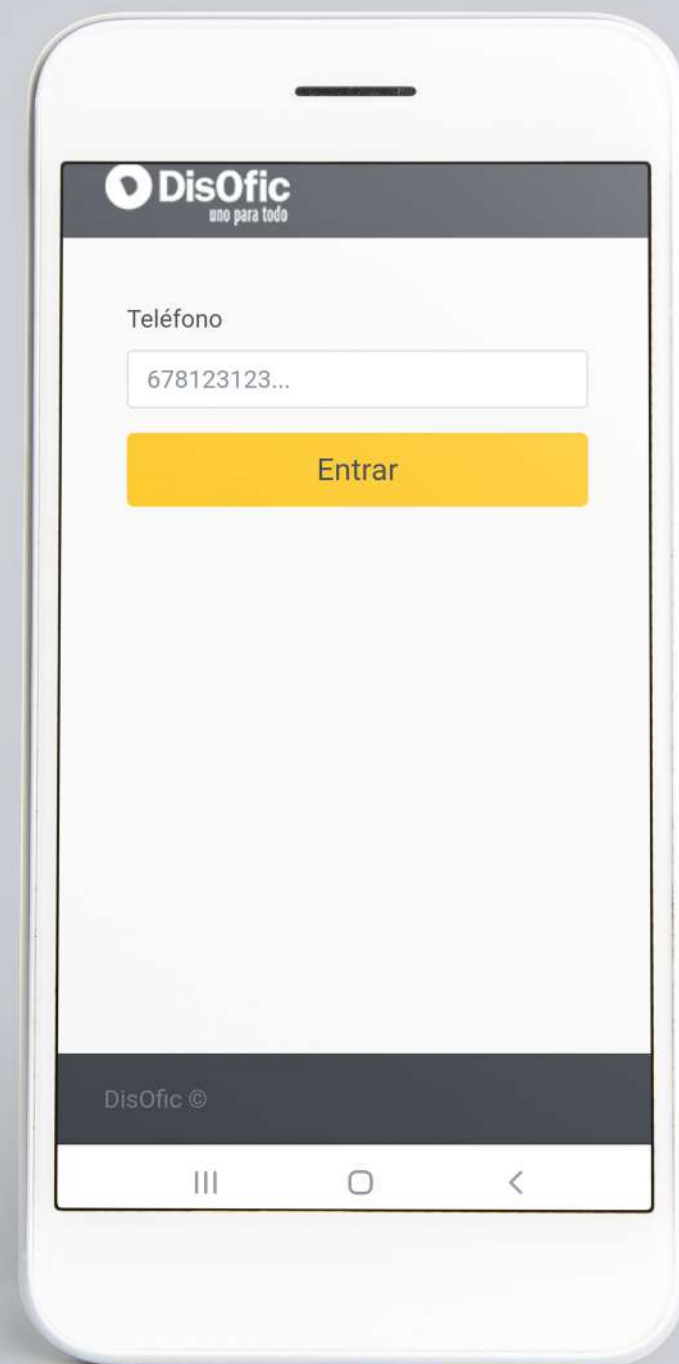 DisOfic
uno para todo
Teléfono
678123123...
Entrar
DisOfic ©